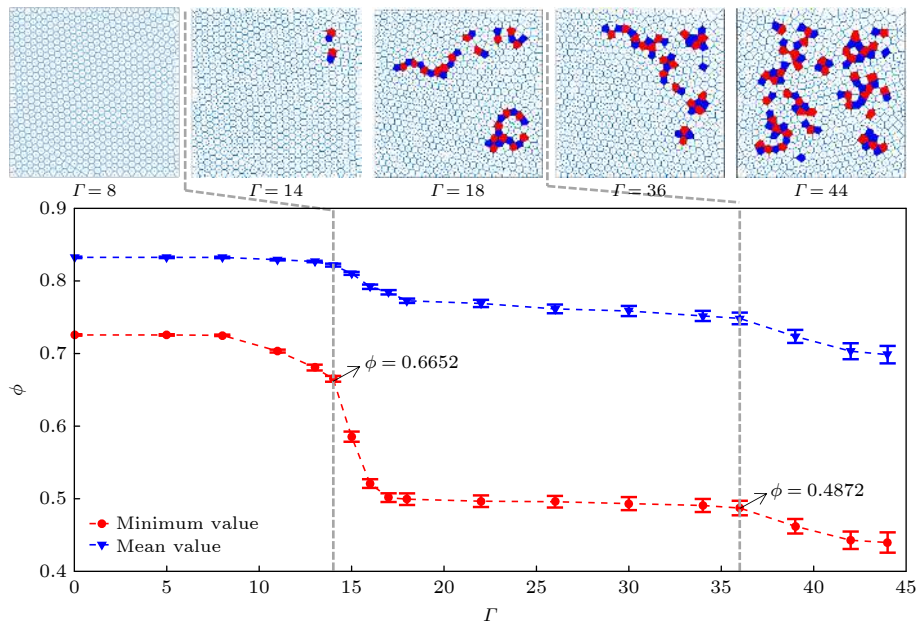 Γ = 8
Γ = 14
Γ = 18
Γ = 36
Γ = 44
0.9
0.8
0.7
0.6
0.5
0.4
ϕ
ϕ = 0.6652
ϕ = 0.4872
Minimum value
Mean value
0 5 10 15 20 25 30 35 40 45
Γ